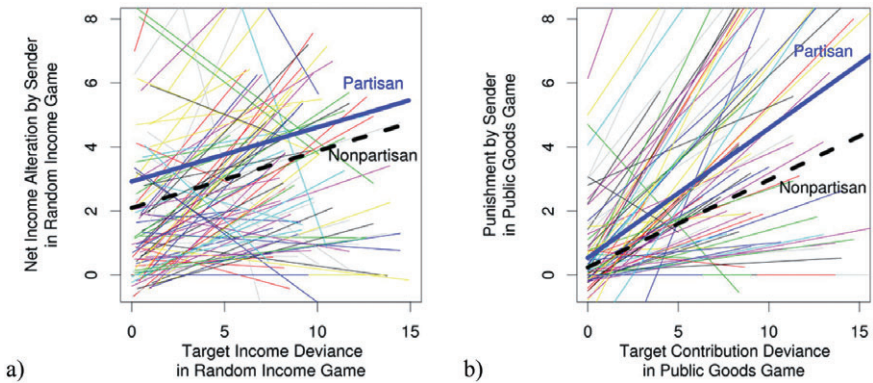 Net Income Alteration by Sender
in Random Income Game
8
6
4
2
0
Partisan
Nonpartisan
0 5 10 15
Target Income Deviance
in Random Income Game
a)
Punishment by Sender
in Public Goods Game
8
6
4
2
0
Partisan
Nonpartisan
0 5 10 15
Target Contribution Deviance
in Public Goods Game
b)